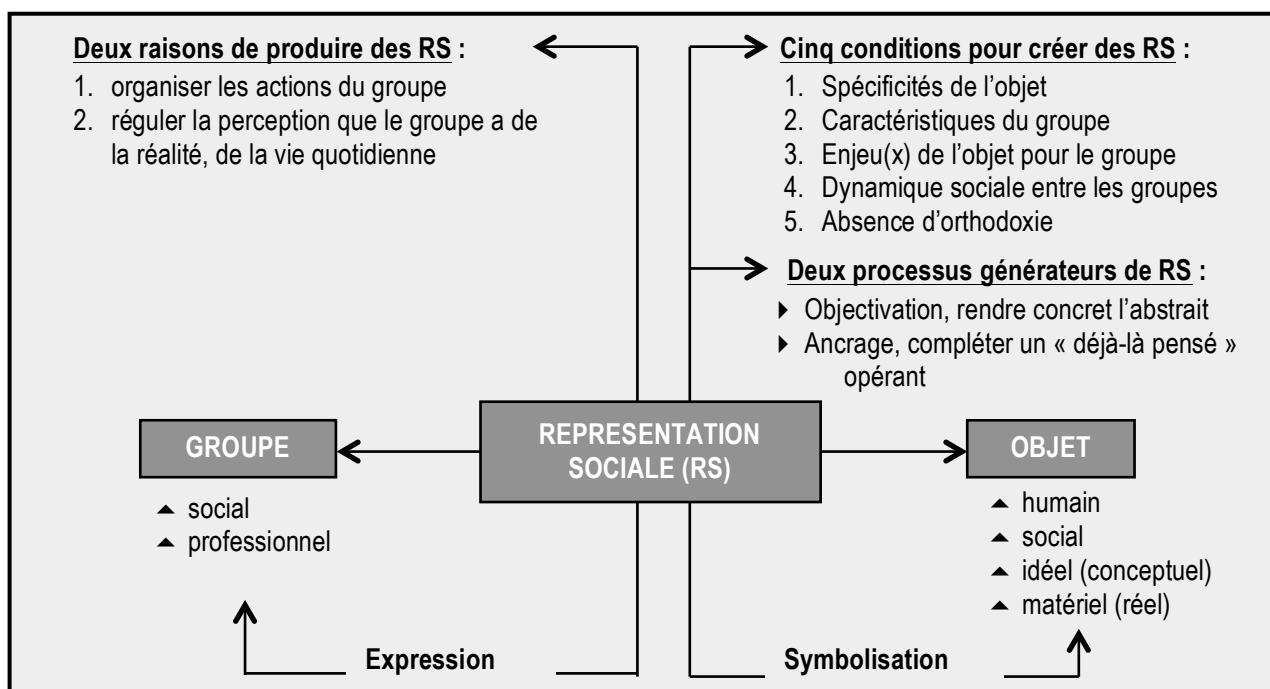 Deux raisons de produire des RS :
1. organiser les actions du groupe
2. réguler la perception que le groupe a de
la réalité, de la vie quotidienne
Cinq conditions pour créer des RS :
1. Spécificités de l'objet
2. Caractéristiques du groupe
3. Enjeu(x) de l'objet pour le groupe
4. Dynamique sociale entre les groupes
5. Absence d'orthodoxie
Deux processus générateurs de RS :
Objectivation, rendre concret l'abstrait
Ancrage, compléter un « déjà-là pensé »
opérant
GROUPE
REPRESENTATION
SOCIALE (RS)
OBJET
social
professionnel
humain
social
idéel (conceptuel)
matériel (réel)
Expression
Symbolisation